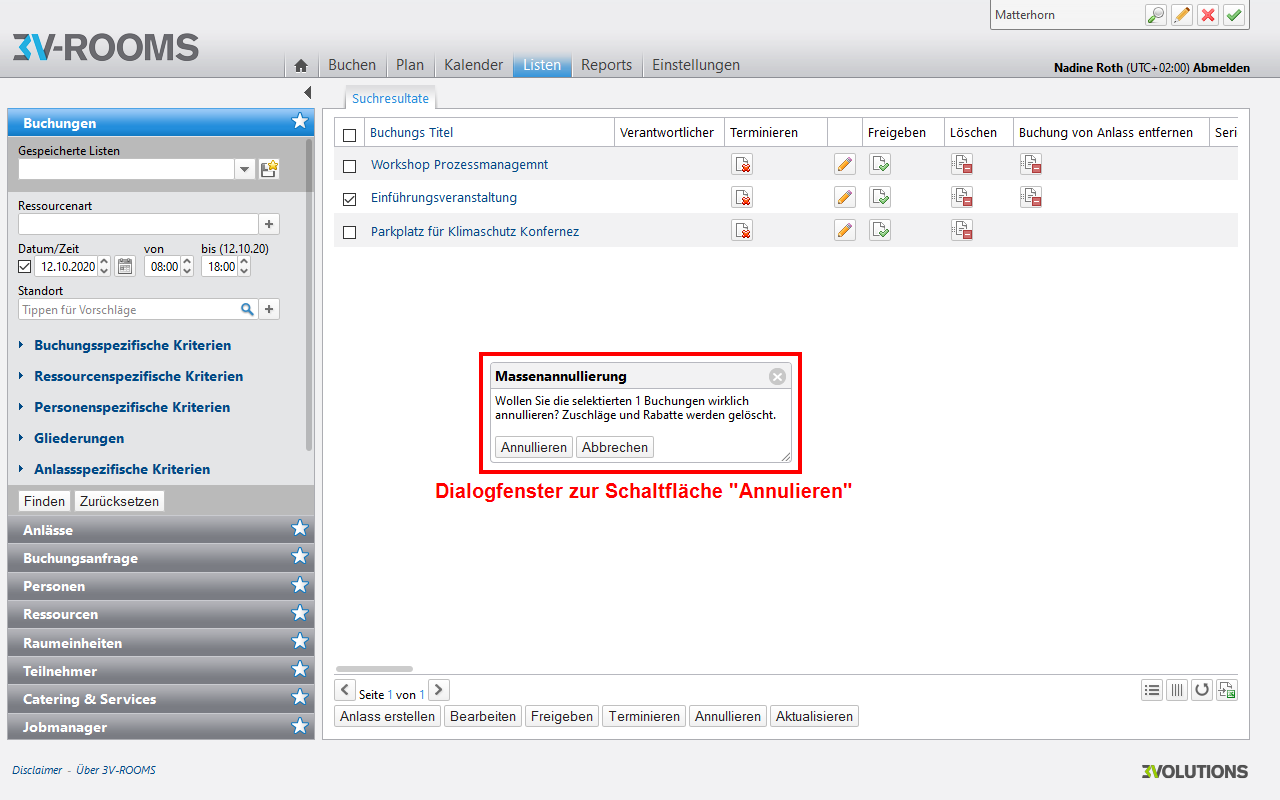 Matterhorn
3V-ROOMS
Buchen Plan Kalender Listen Reports Einstellungen
Nadine Roth (UTC+02:00) Abmelden
Suchresultate
Buchungen
Gespeicherte Listen
Ressourcenart
Datum/Zeit von bis (12.10.20)
12.10.2020 08:00 18:00
Standort
Tippen für Vorschläge
Buchungsspezifische Kriterien
Ressourcenspezifische Kriterien
Personenspezifische Kriterien
Gliederungen
Anlassspezifische Kriterien
Finden Zurücksetzen
Anlässe
Buchungsanfrage
Personen
Ressourcen
Raumeinheiten
Teilnehmer
Catering & Services
Jobmanager
Buchungs Titel Verantwortlicher Terminieren Freigeben Löschen Buchung von Anlass entfernen Seri
Workshop Prozessmanagemnt
Einführungsveranstaltung
Parkplatz für Klimaschutz Konfernez
Massenannullierung
Wollen Sie die selektierten 1 Buchungen wirklich
annullieren? Zuschläge und Rabatte werden gelöscht.
Annullieren Abbrechen
Dialogfenster zur Schaltfläche "Annulieren"
Seite 1 von 1
Anlass erstellen Bearbeiten Freigeben Terminieren Annullieren Aktualisieren
Disclaimer - Über 3V-ROOMS
3VOLUTIONS